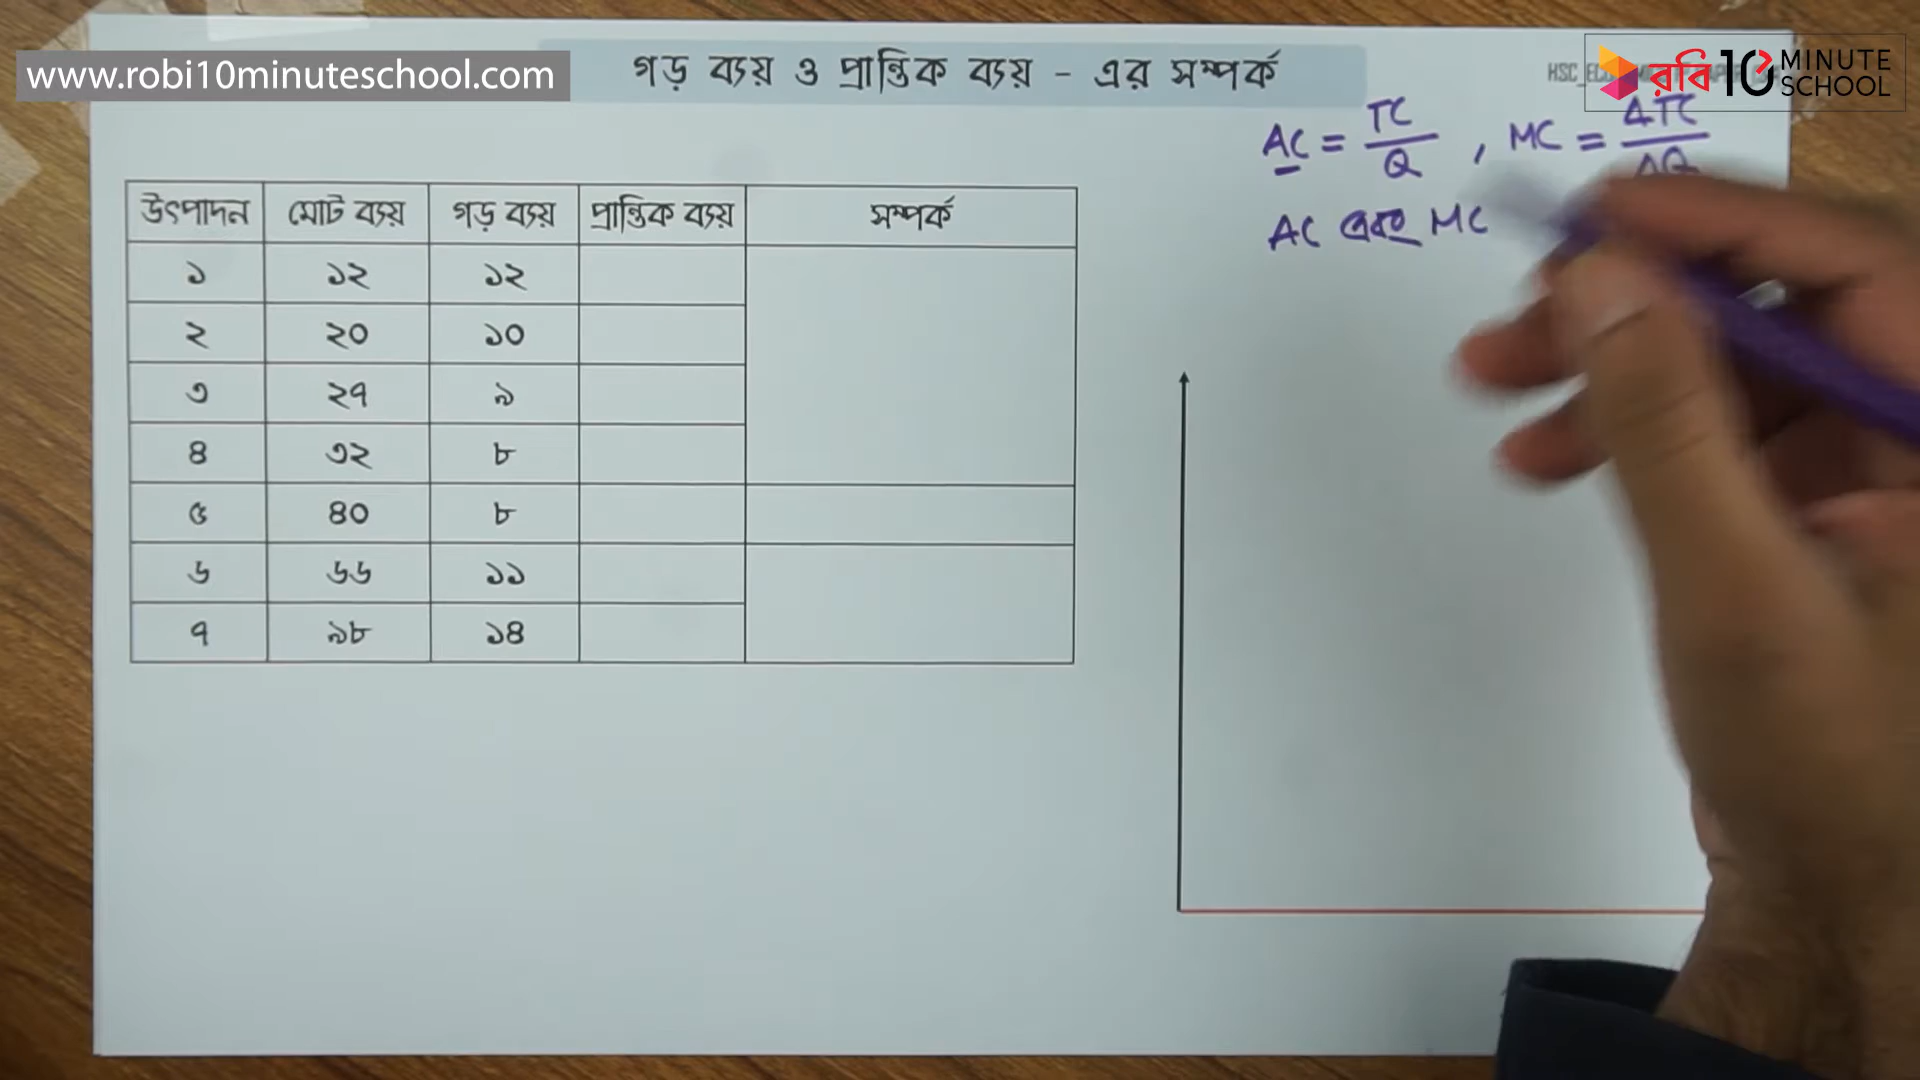 www.robi10minuteschool.com
গড় ব্যয় ও প্রান্তিক ব্যয় - এর সম্পর্ক
রবি 10 MINUTE SCHOOL
AC = TC / Q , MC = ΔTC / ΔQ
AC এবং MC
উৎপাদন মোট ব্যয় গড় ব্যয় প্রান্তিক ব্যয় সম্পর্ক
১ ১২ ১২
২ ২০ ১০
৩ ২৭ ৯
৪ ৩২ ৮
৫ ৪০ ৮
৬ ৬৬ ১১
৭ ৯৮ ১৪